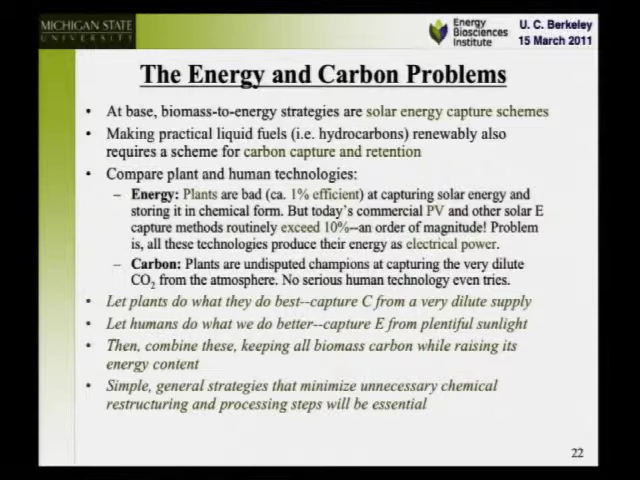 MICHIGAN STATE
UNIVERSITY
Energy
Biosciences
Institute
U. C. Berkeley
15 March 2011
The Energy and Carbon Problems
• At base, biomass-to-energy strategies are solar energy capture schemes
• Making practical liquid fuels (i.e. hydrocarbons) renewably also
requires a scheme for carbon capture and retention
• Compare plant and human technologies:
– Energy: Plants are bad (ca. 1% efficient) at capturing solar energy and
storing it in chemical form. But today's commercial PV and other solar E
capture methods routinely exceed 10%--an order of magnitude! Problem
is, all these technologies produce their energy as electrical power.
– Carbon: Plants are undisputed champions at capturing the very dilute
CO₂ from the atmosphere. No serious human technology even tries.
• Let plants do what they do best--capture C from a very dilute supply
• Let humans do what we do better--capture E from plentiful sunlight
• Then, combine these, keeping all biomass carbon while raising its
energy content
• Simple, general strategies that minimize unnecessary chemical
restructuring and processing steps will be essential
22